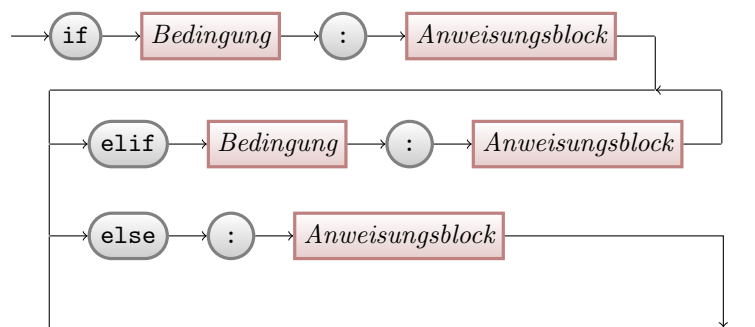 if Bedingung : Anweisungsblock
elif Bedingung : Anweisungsblock
else : Anweisungsblock